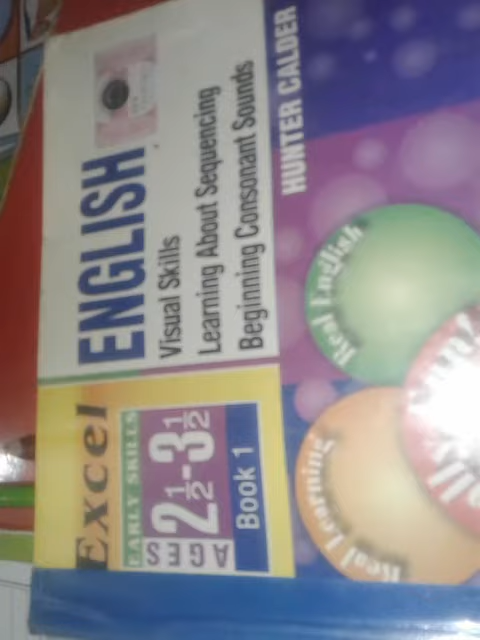 Excel
EARLY SKILLS
AGES
2½-3½
Book 1
ENGLISH
Visual Skills
Learning About Sequencing
Beginning Consonant Sounds
HUNTER CALDER
Real English
Real Learning